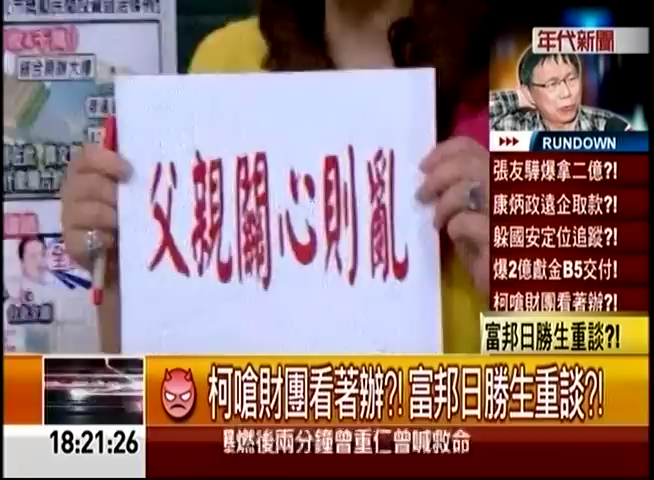 綜合
父親關心則亂
年代新聞
RUNDOWN
張友驊爆拿二億?!
康炳政遠企取款?!
躲國安定位追蹤?!
爆2億獻金B5交付!
柯嗆財團看著辦?!
富邦日勝生重談?!
柯嗆財團看著辦?! 富邦日勝生重談?!
18:21:26
燃後兩分鐘曾重仁曾喊救命